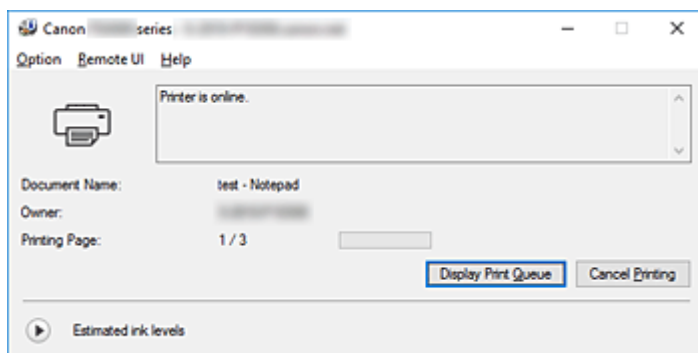 Canon series
Option Remote UI Help
Printer is online.
Document Name: test - Notepad
Owner:
Printing Page: 1 / 3
Display Print Queue Cancel Printing
Estimated ink levels